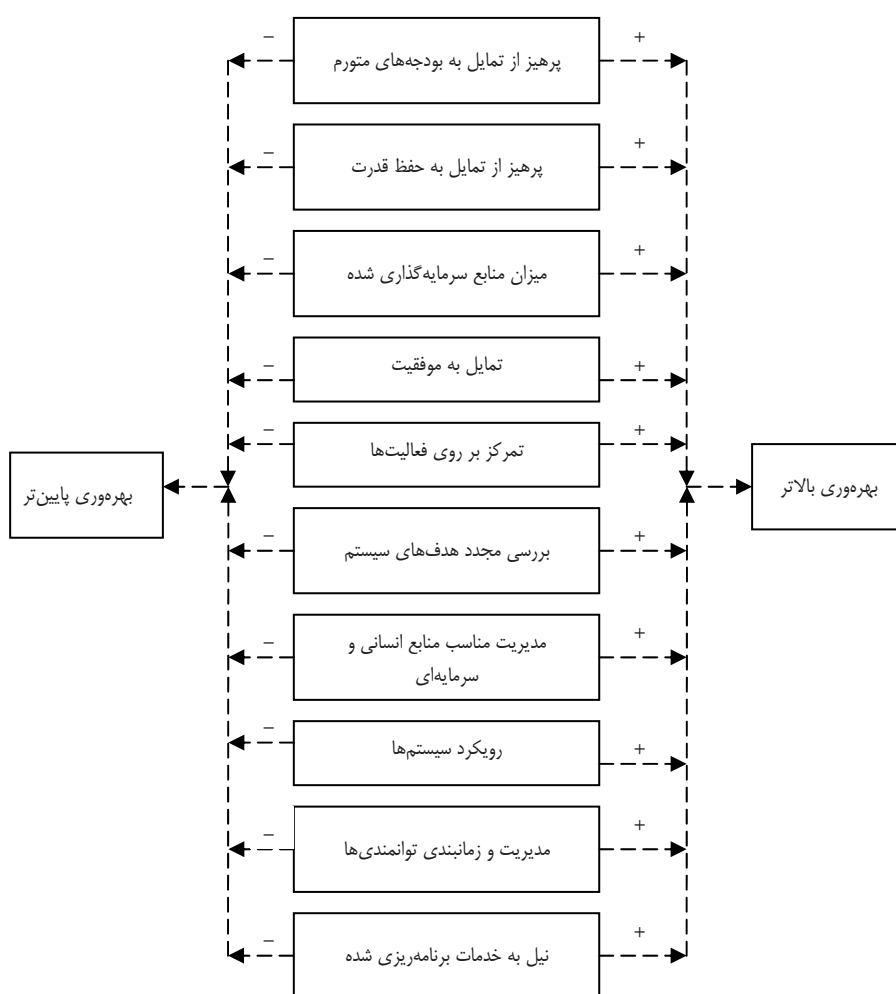 − پرهیز از تمایل به بودجه‌های متورم +
− پرهیز از تمایل به حفظ قدرت +
− میزان منابع سرمایه‌گذاری شده +
− تمایل به موفقیت +
− تمرکز بر روی فعالیت‌ها +
بهره‌وری بالاتر
بهره‌وری پایین‌تر
− بررسی مجدد هدف‌های سیستم +
− مدیریت مناسب منابع انسانی و +
سرمایه‌ای
− رویکرد سیستم‌ها +
− مدیریت و زمانبندی توانمندی‌ها +
− نیل به خدمات برنامه‌ریزی شده +